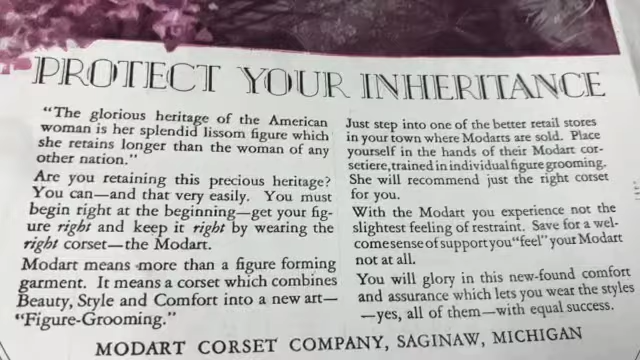 PROTECT YOUR INHERITANCE
"The glorious heritage of the American
woman is her splendid lissom figure which
she retains longer than the woman of any
other nation."
Are you retaining this precious heritage?
You can—and that very easily. You must
begin right at the beginning—get your fig-
ure right and keep it right by wearing the
right corset—the Modart.
Modart means more than a figure forming
garment. It means a corset which combines
Beauty, Style and Comfort into a new art—
"Figure-Grooming."
Just step into one of the better retail stores
in your town where Modarts are sold. Place
yourself in the hands of their Modart cor-
setiere, trained in individual figure grooming.
She will recommend just the right corset
for you.
With the Modart you experience not the
slightest feeling of restraint. Save for a wel-
come sense of support you "feel" your Modart
not at all.
You will glory in this new-found comfort
and assurance which lets you wear the styles
—yes, all of them—with equal success.
MODART CORSET COMPANY, SAGINAW, MICHIGAN